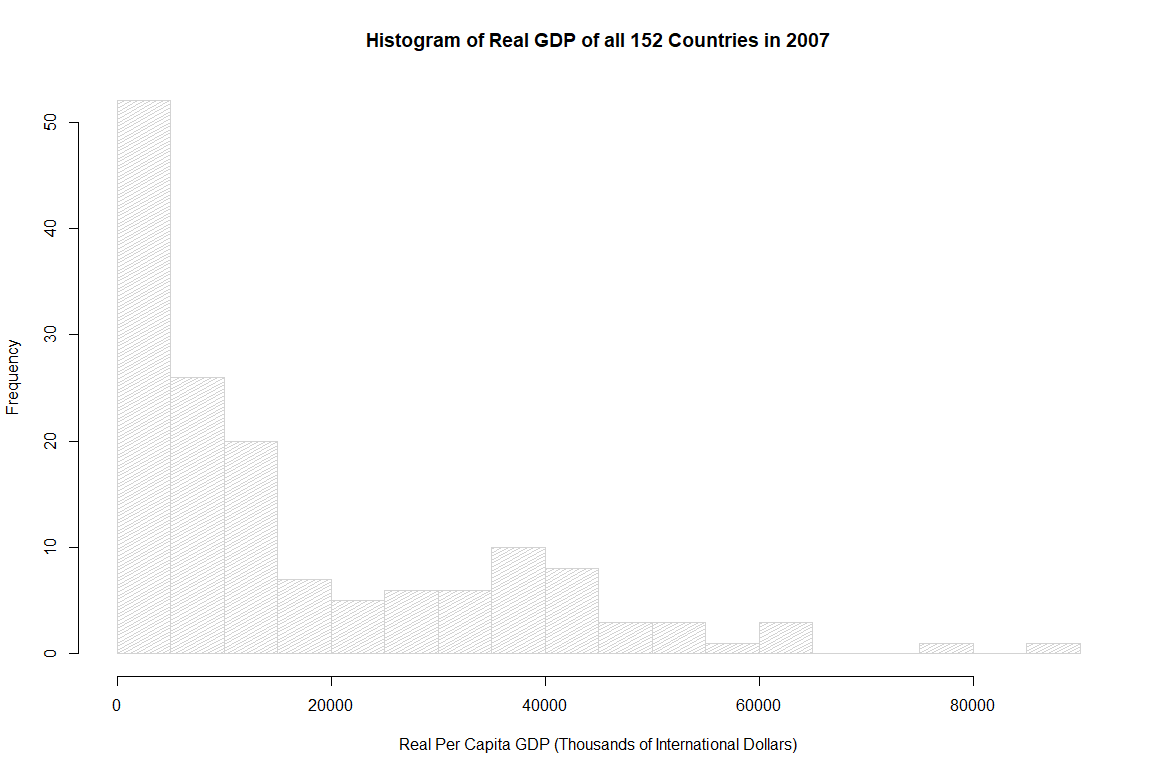 Histogram of Real GDP of all 152 Countries in 2007
Frequency
50
40
30
20
10
0
0 20000 40000 60000 80000
Real Per Capita GDP (Thousands of International Dollars)